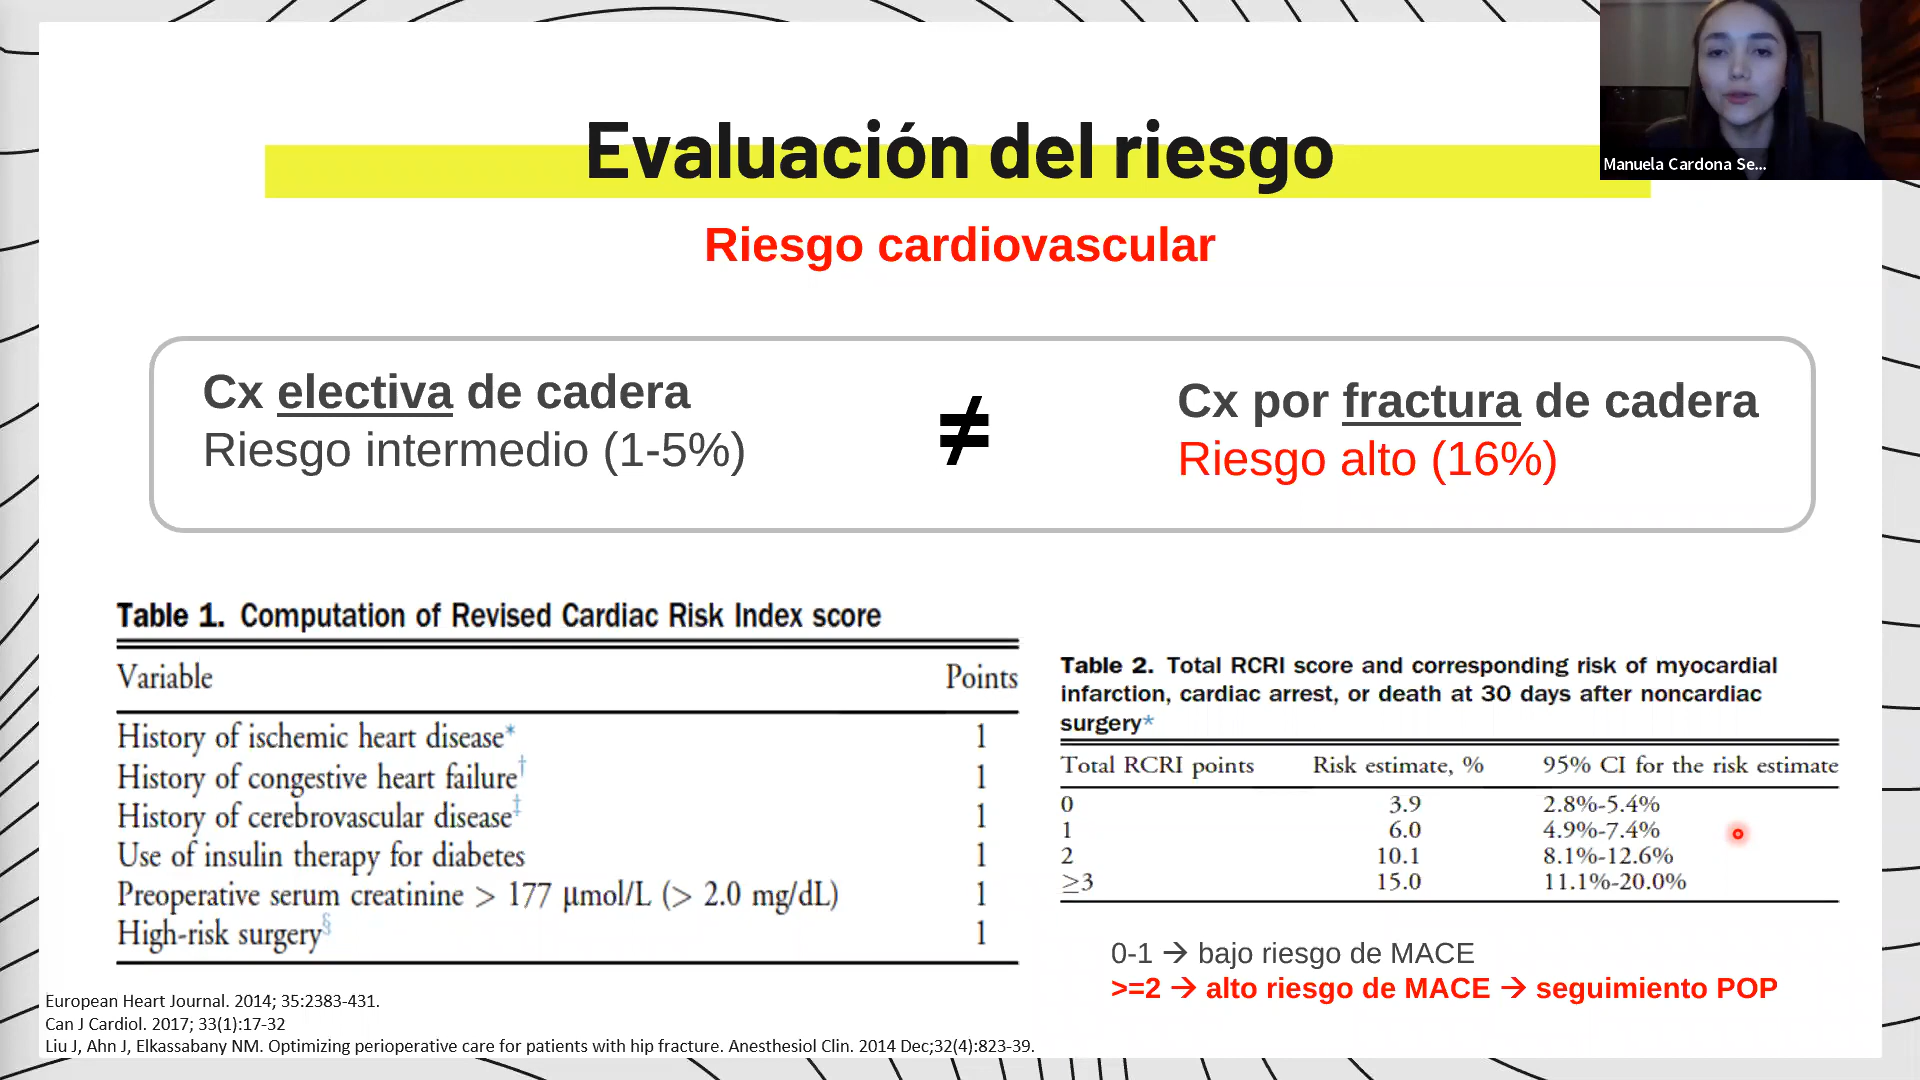 Evaluación del riesgo
Manuela Cardona Se...
Riesgo cardiovascular
Cx electiva de cadera
Riesgo intermedio (1-5%)
≠
Cx por fractura de cadera
Riesgo alto (16%)
Table 1. Computation of Revised Cardiac Risk Index score
Variable Points
History of ischemic heart disease* 1
History of congestive heart failure† 1
History of cerebrovascular disease‡ 1
Use of insulin therapy for diabetes 1
Preoperative serum creatinine > 177 μmol/L (> 2.0 mg/dL) 1
High-risk surgery§ 1
Table 2. Total RCRI score and corresponding risk of myocardial
infarction, cardiac arrest, or death at 30 days after noncardiac
surgery*
Total RCRI points Risk estimate, % 95% CI for the risk estimate
0 3.9 2.8%-5.4%
1 6.0 4.9%-7.4%
2 10.1 8.1%-12.6%
≥3 15.0 11.1%-20.0%
0-1 → bajo riesgo de MACE
>=2 → alto riesgo de MACE → seguimiento POP
European Heart Journal. 2014; 35:2383-431.
Can J Cardiol. 2017; 33(1):17-32
Liu J, Ahn J, Elkassabany NM. Optimizing perioperative care for patients with hip fracture. Anesthesiol Clin. 2014 Dec;32(4):823-39.